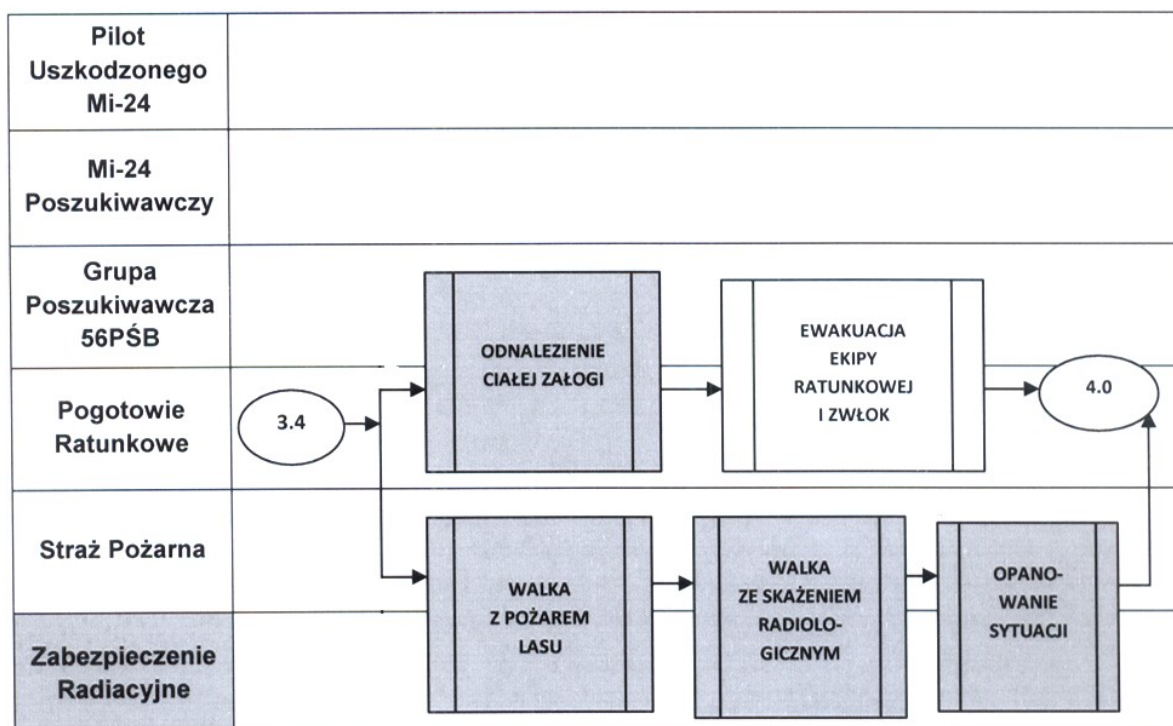 Pilot
Uszkodzonego
Mi-24
Mi-24
Poszukiwawczy
Grupa
Poszukiwawcza
56PŚB
Pogotowie
Ratunkowe
Straż Pożarna
Zabezpieczenie
Radiacyjne
3.4
ODNALEZIENIE
CIAŁEJ ZAŁOGI
EWAKUACJA
EKIPY
RATUNKOWEJ
I ZWŁOK
4.0
WALKA
Z POŻAREM
LASU
WALKA
ZE SKAŻENIEM
RADIOLO-
GICZNYM
OPANO-
WANIE
SYTUACJI